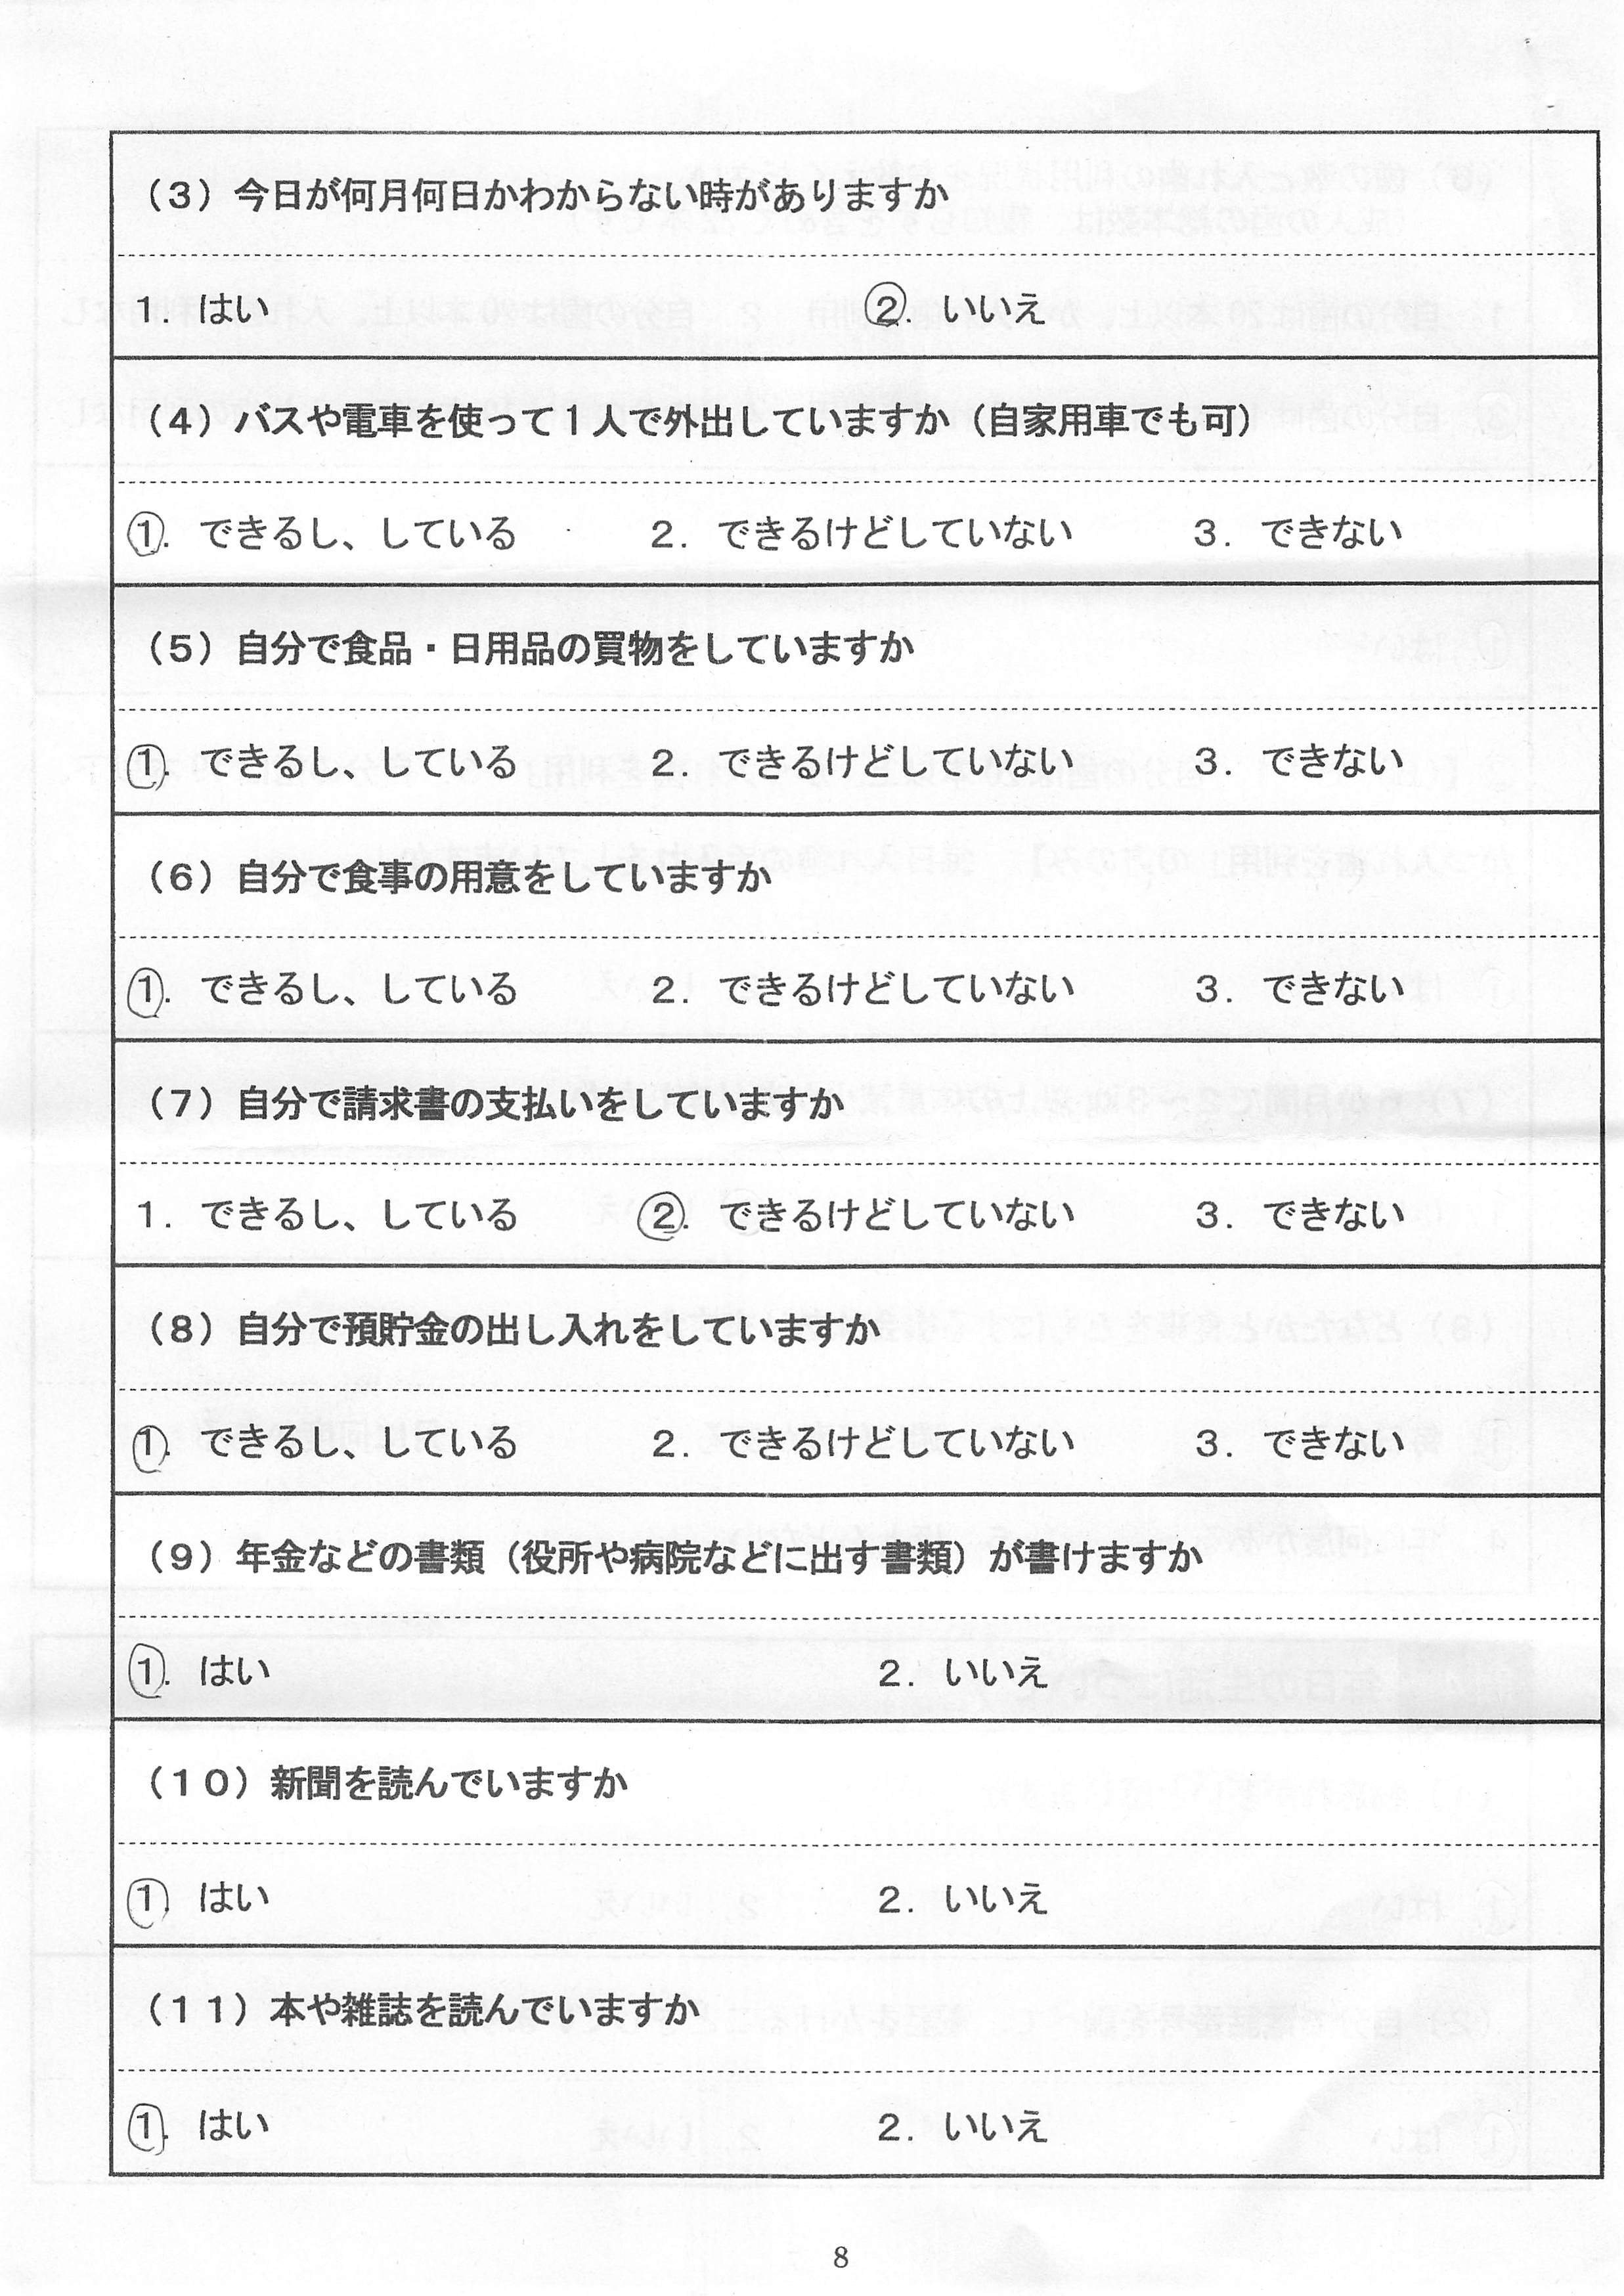 （３）今日が何月何日かわからない時がありますか
１．はい ②．いいえ
（４）バスや電車を使って１人で外出していますか（自家用車でも可）
①．できるし、している ２．できるけどしていない ３．できない
（５）自分で食品・日用品の買物をしていますか
①．できるし、している ２．できるけどしていない ３．できない
（６）自分で食事の用意をしていますか
①．できるし、している ２．できるけどしていない ３．できない
（７）自分で請求書の支払いをしていますか
１．できるし、している ②．できるけどしていない ３．できない
（８）自分で預貯金の出し入れをしていますか
①．できるし、している ２．できるけどしていない ３．できない
（９）年金などの書類（役所や病院などに出す書類）が書けますか
①．はい ２．いいえ
（１０）新聞を読んでいますか
①．はい ２．いいえ
（１１）本や雑誌を読んでいますか
①．はい ２．いいえ
8